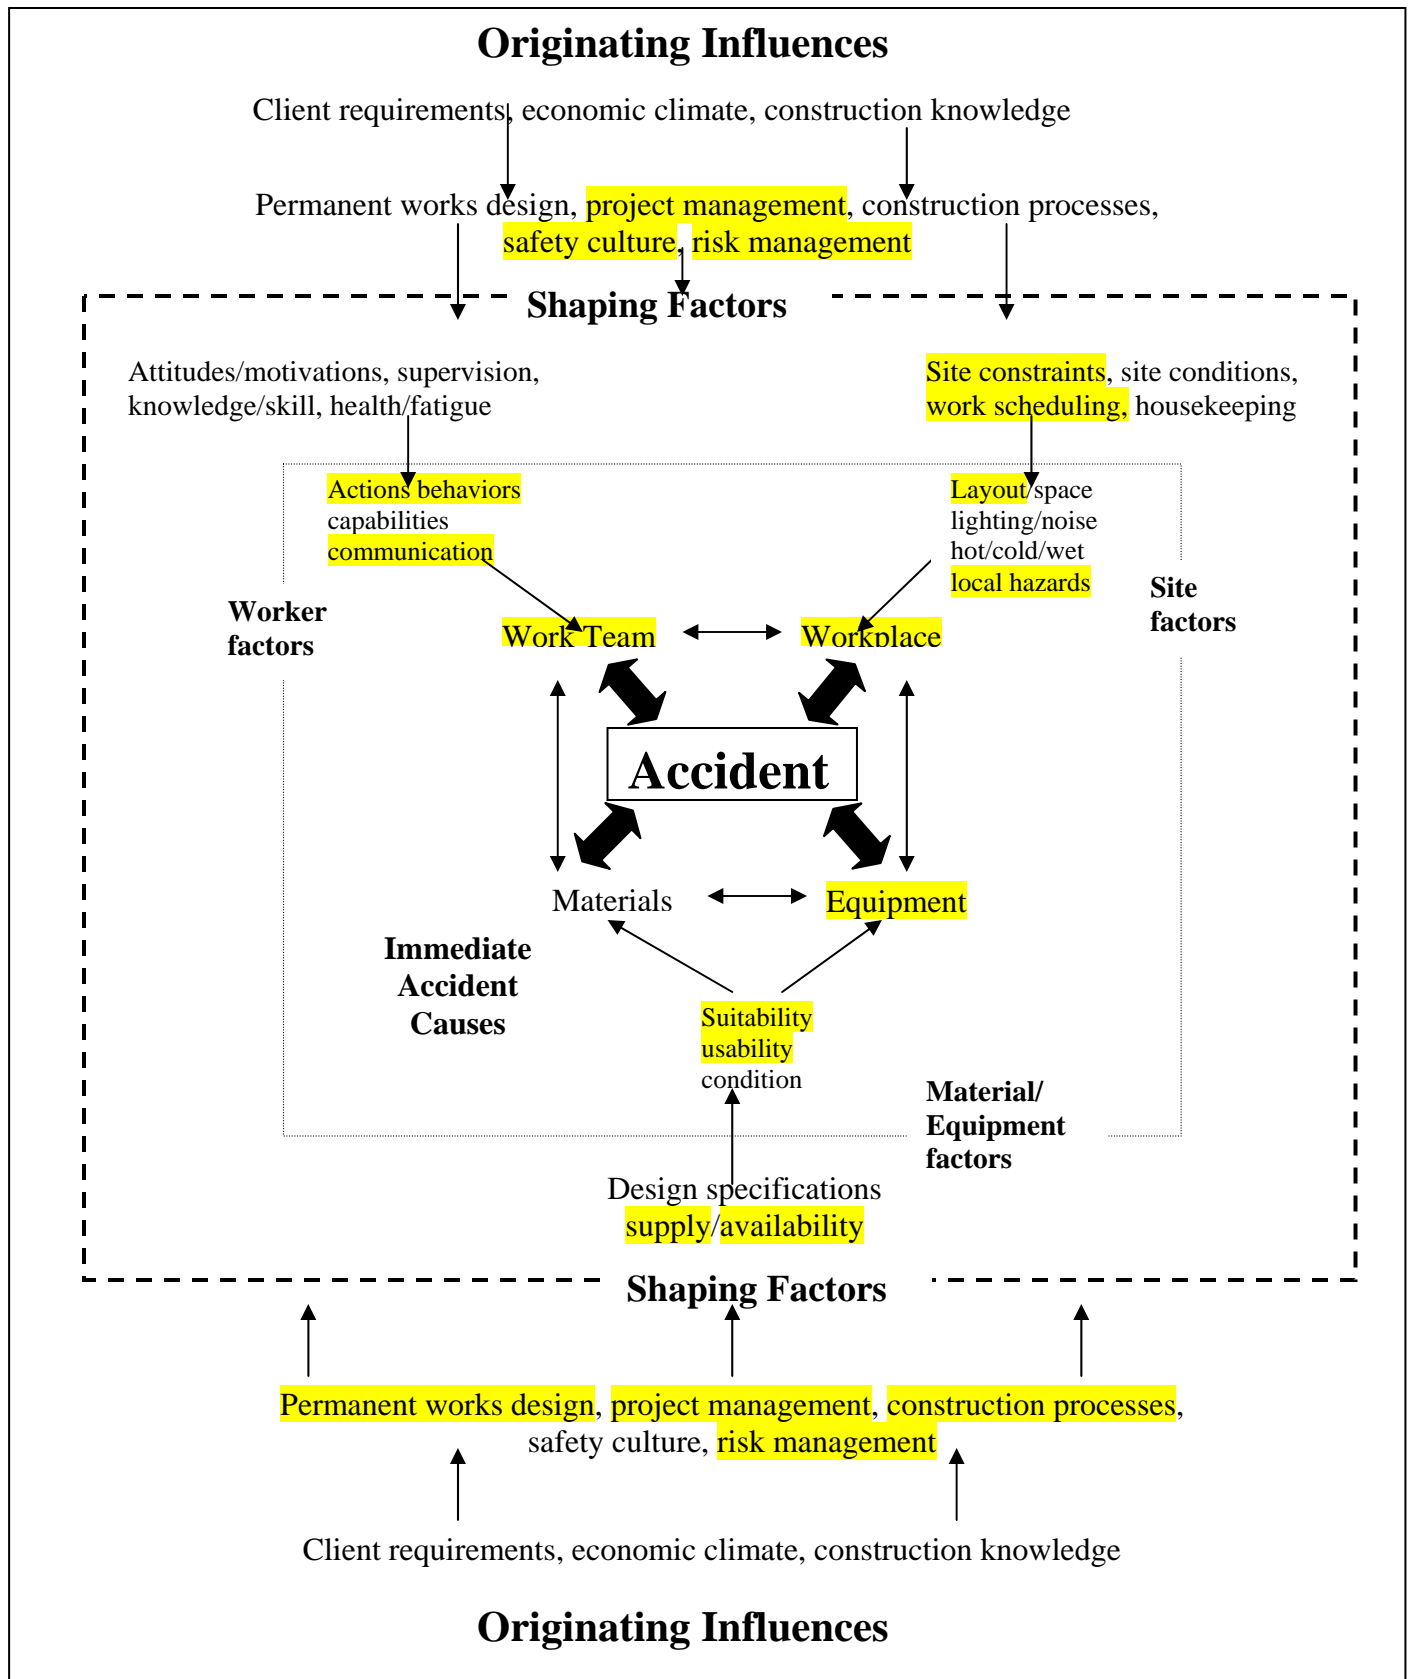 Originating Influences
Client requirements, economic climate, construction knowledge
Permanent works design, project management, construction processes,
safety culture, risk management
Shaping Factors
Attitudes/motivations, supervision,
knowledge/skill, health/fatigue
Site constraints, site conditions,
work scheduling, housekeeping
Actions behaviors
capabilities
communication
Layout/space
lighting/noise
hot/cold/wet
local hazards
Worker
factors
Site
factors
Work Team
Workplace
Accident
Materials
Equipment
Immediate
Accident
Causes
Suitability
usability
condition
Material/
Equipment
factors
Design specifications
supply/availability
Shaping Factors
Permanent works design, project management, construction processes,
safety culture, risk management
Client requirements, economic climate, construction knowledge
Originating Influences